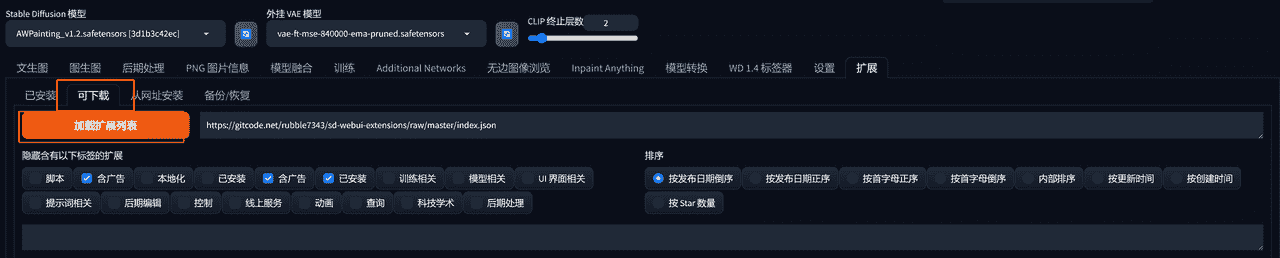 Stable Diffusion 模型
外挂 VAE 模型
CLIP 终止层数
2
AWPainting_v1.2.safetensors [3d1b3c42ec]
vae-ft-mse-840000-ema-pruned.safetensors
文生图 图生图 后期处理 PNG 图片信息 模型融合 训练 Additional Networks 无边图像浏览 Inpaint Anything 模型转换 WD 1.4 标签器 设置 扩展
已安装 可下载 从网址安装 备份/恢复
加载扩展列表
https://gitcode.net/rubble7343/sd-webui-extensions/raw/master/index.json
隐藏含有以下标签的扩展
脚本 含广告 本地化 已安装 含广告 已安装 训练相关 模型相关 UI 界面相关
提示词相关 后期编辑 控制 线上服务 动画 查询 科技学术 后期处理
排序
按发布日期倒序 按发布日期正序 按首字母正序 按首字母倒序 内部排序 按更新时间 按创建时间
按 Star 数量